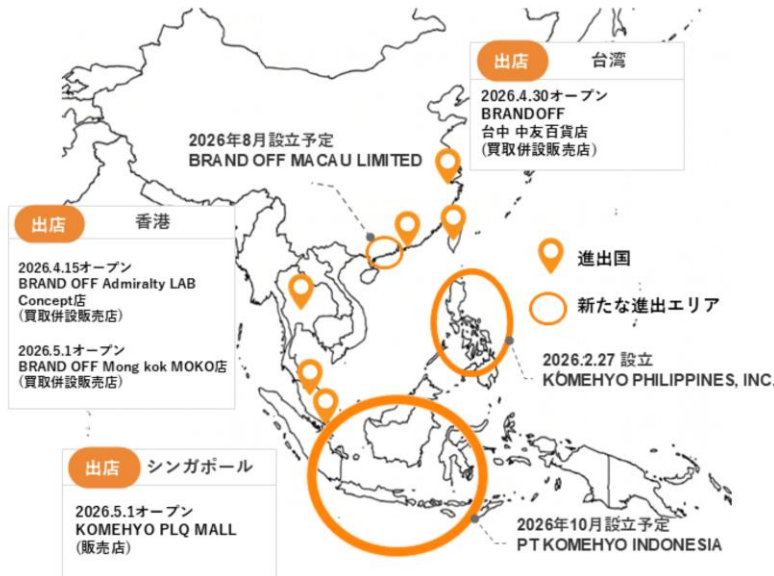 出店 台湾
2026.4.30オープン
BRANDOFF
台中 中友百貨店
(買取併設販売店)
2026年8月設立予定
BRAND OFF MACAU LIMITED
出店 香港
2026.4.15オープン
BRAND OFF Admiralty LAB
Concept店
(買取併設販売店)
2026.5.1オープン
BRAND OFF Mong kok MOKO店
(買取併設販売店)
進出国
新たな進出エリア
2026.2.27 設立
KOMEHYO PHILIPPINES, INC.
出店 シンガポール
2026.5.1オープン
KOMEHYO PLQ MALL
(販売店)
2026年10月設立予定
PT KOMEHYO INDONESIA